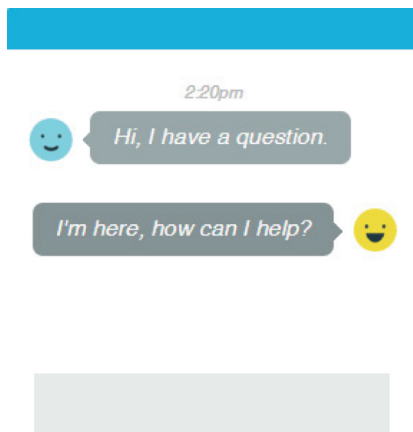 2:20pm
Hi, I have a question.
I'm here, how can I help?